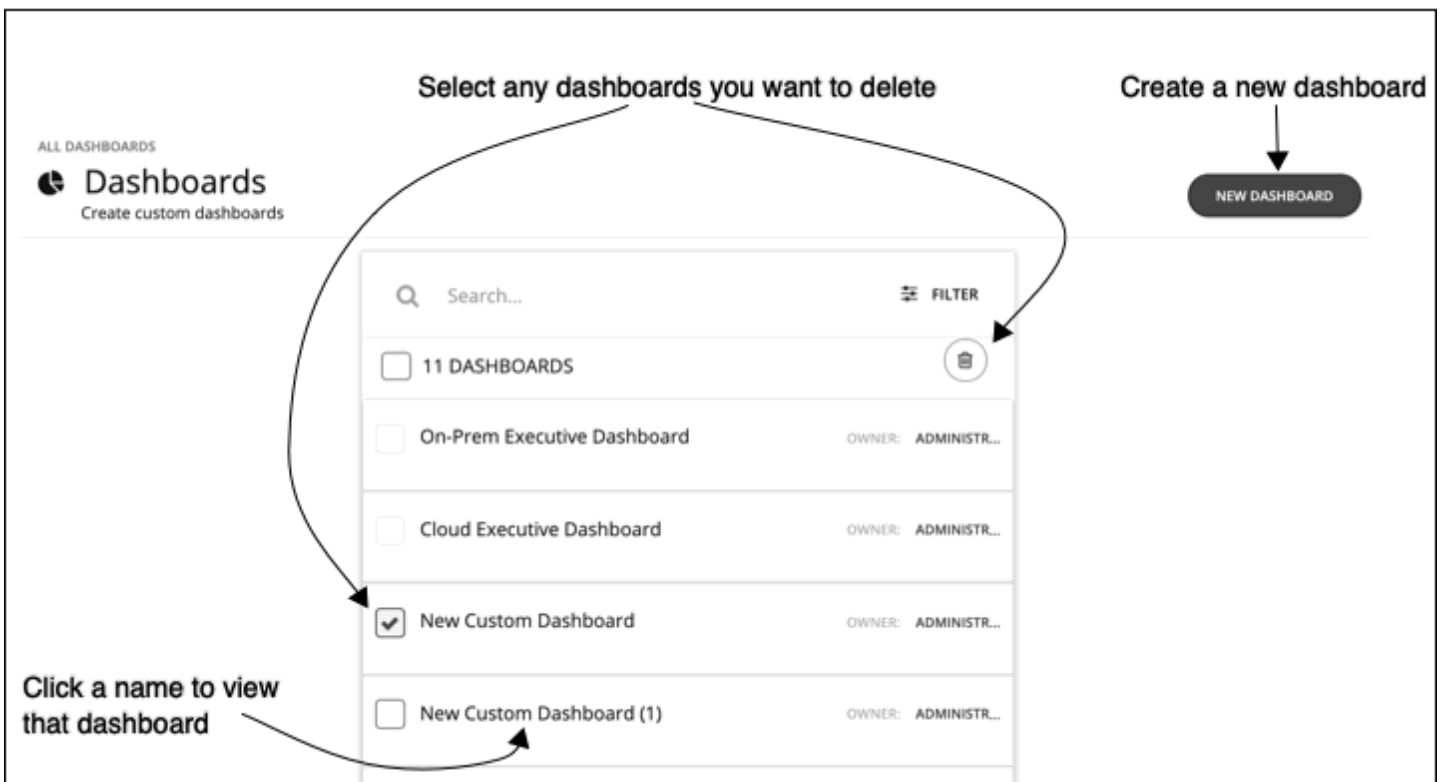 Select any dashboards you want to delete
Create a new dashboard
ALL DASHBOARDS
Dashboards
Create custom dashboards
NEW DASHBOARD
Search...
FILTER
11 DASHBOARDS
On-Prem Executive Dashboard OWNER: ADMINISTR...
Cloud Executive Dashboard OWNER: ADMINISTR...
New Custom Dashboard OWNER: ADMINISTR...
Click a name to view
that dashboard
New Custom Dashboard (1) OWNER: ADMINISTR...